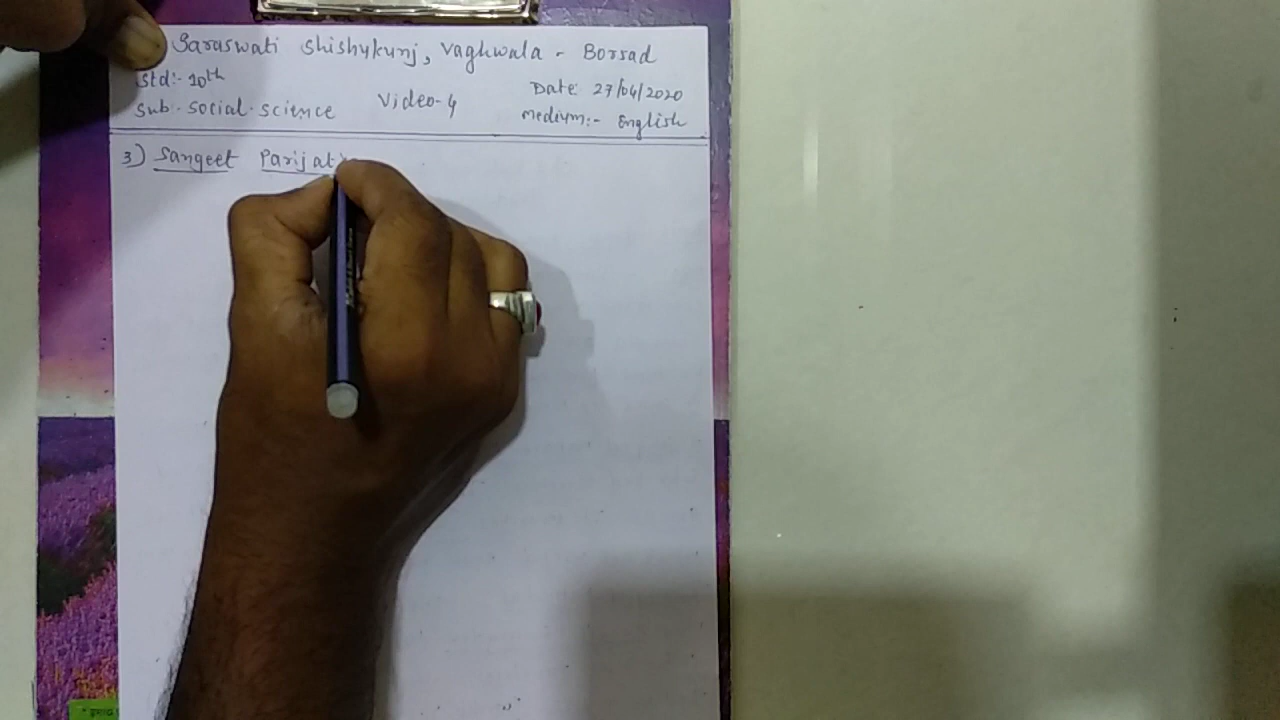 Saraswati Shishukunj, Vaghwala - Borsad
Std:- 10th
Date: 27/04/2020
Sub. Social. Science
Video-4
Medium:- English
3) Sangeet Parijat